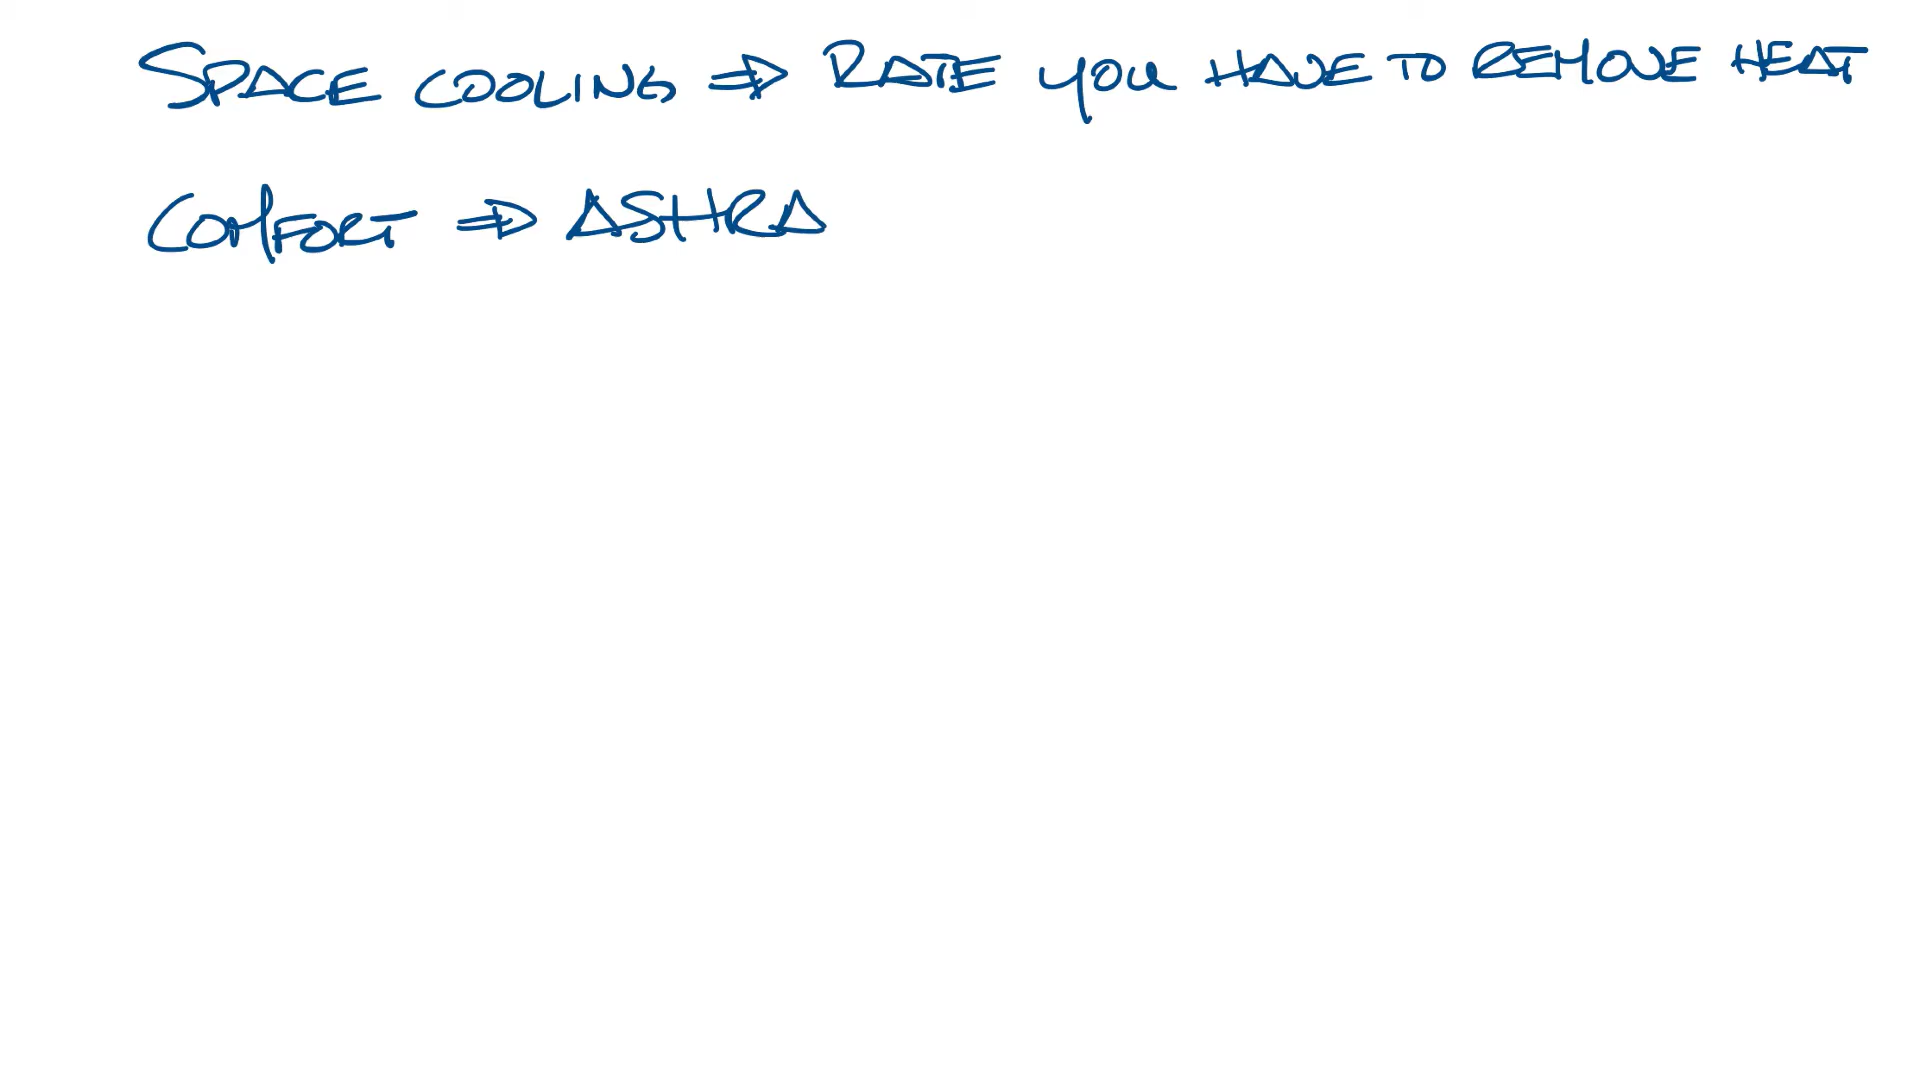 SPACE COOLING ⇒ RATE YOU HAVE TO REMOVE HEAT
COMFORT ⇒ ASHRA